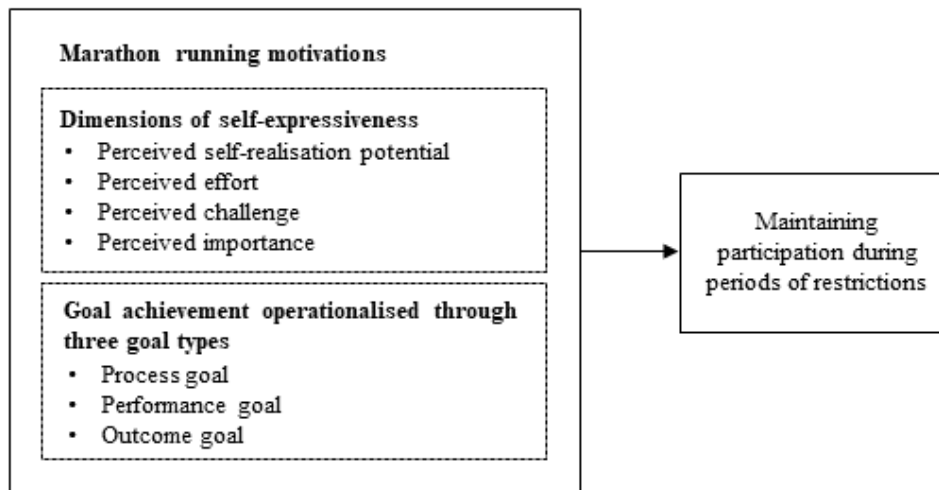 Marathon running motivations
Dimensions of self-expressiveness
• Perceived self-realisation potential
• Perceived effort
• Perceived challenge
• Perceived importance
Goal achievement operationalised through
three goal types
• Process goal
• Performance goal
• Outcome goal
Maintaining
participation during
periods of restrictions